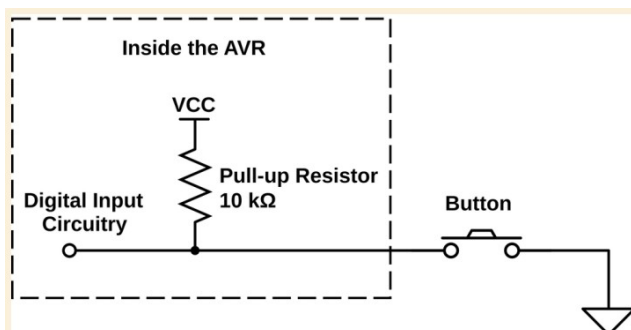 Inside the AVR
VCC
Pull-up Resistor
10 kΩ
Digital Input
Circuitry
Button